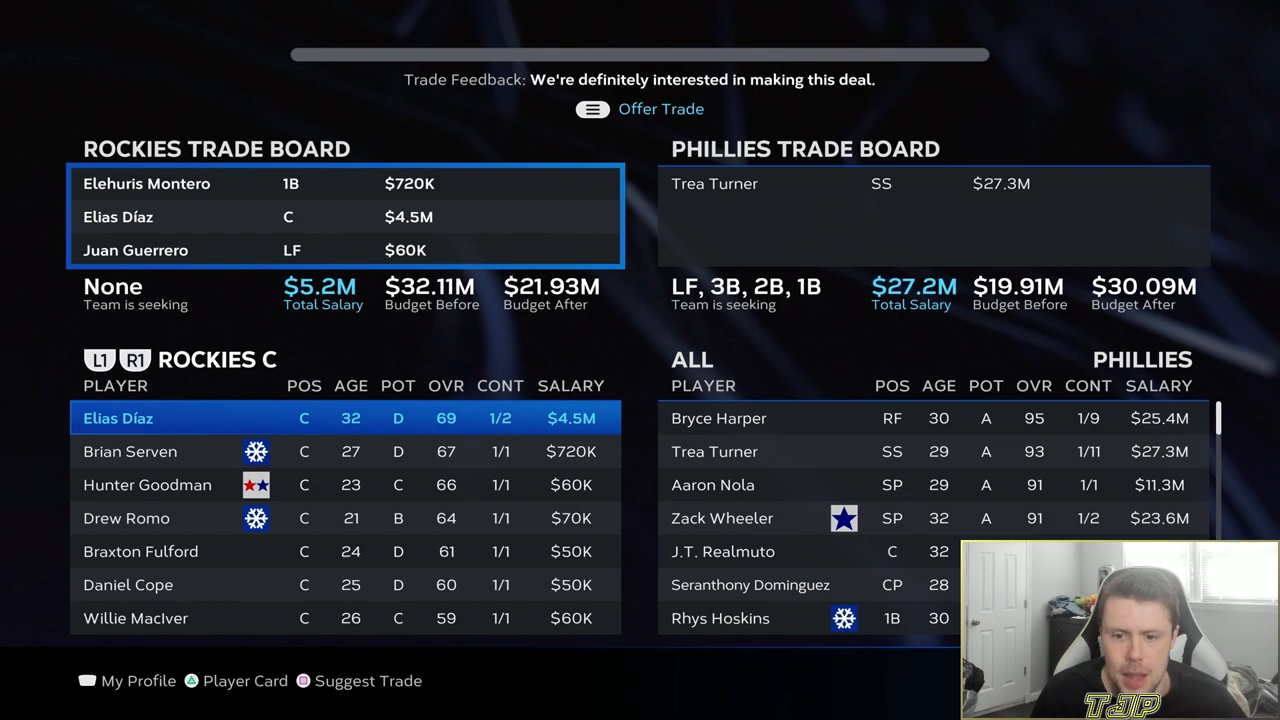 Trade Feedback: We're definitely interested in making this deal.
Offer Trade
ROCKIES TRADE BOARD
Elehuris Montero 1B $720K
Elias Díaz C $4.5M
Juan Guerrero LF $60K
None $5.2M $32.11M $21.93M
Team is seeking Total Salary Budget Before Budget After
PHILLIES TRADE BOARD
Trea Turner SS $27.3M
LF, 3B, 2B, 1B $27.2M $19.91M $30.09M
Team is seeking Total Salary Budget Before Budget After
L1 R1 ROCKIES C
PLAYER POS AGE POT OVR CONT SALARY
Elias Díaz C 32 D 69 1/2 $4.5M
Brian Serven C 27 D 67 1/1 $720K
Hunter Goodman C 23 C 66 1/1 $60K
Drew Romo C 21 B 64 1/1 $70K
Braxton Fulford C 24 D 61 1/1 $50K
Daniel Cope C 25 D 60 1/1 $50K
Willie MacIver C 26 C 59 1/1 $60K
ALL PHILLIES
PLAYER POS AGE POT OVR CONT SALARY
Bryce Harper RF 30 A 95 1/9 $25.4M
Trea Turner SS 29 A 93 1/11 $27.3M
Aaron Nola SP 29 A 91 1/1 $11.3M
Zack Wheeler SP 32 A 91 1/2 $23.6M
J.T. Realmuto C 32
Seranthony Dominguez CP 28
Rhys Hoskins 1B 30
My Profile Player Card Suggest Trade
TJP